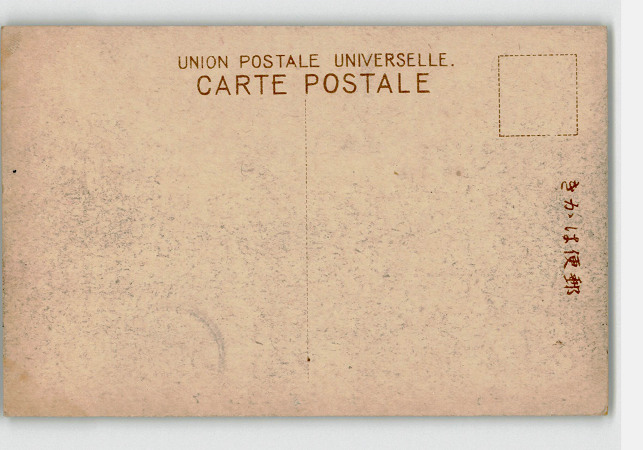 UNION POSTALE UNIVERSELLE.
CARTE POSTALE
きかは便郵